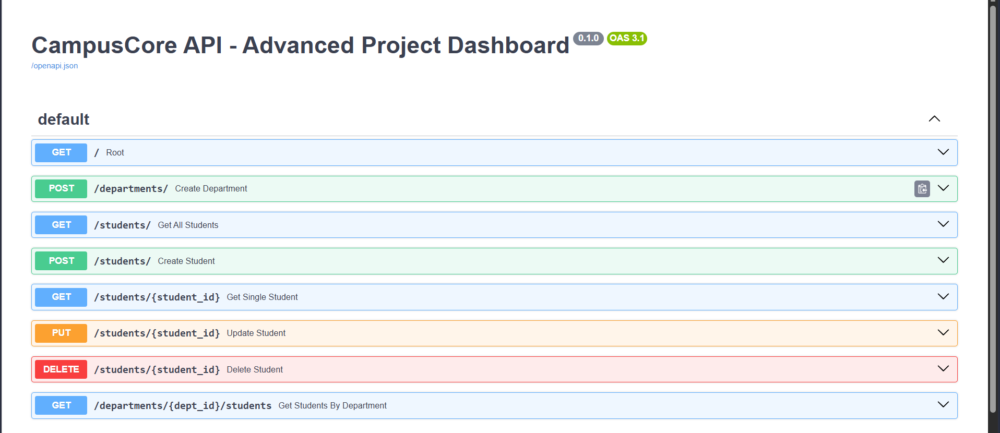 CampusCore API - Advanced Project Dashboard 0.1.0 OAS 3.1
/openapi.json
default
GET / Root
POST /departments/ Create Department
GET /students/ Get All Students
POST /students/ Create Student
GET /students/{student_id} Get Single Student
PUT /students/{student_id} Update Student
DELETE /students/{student_id} Delete Student
GET /departments/{dept_id}/students Get Students By Department